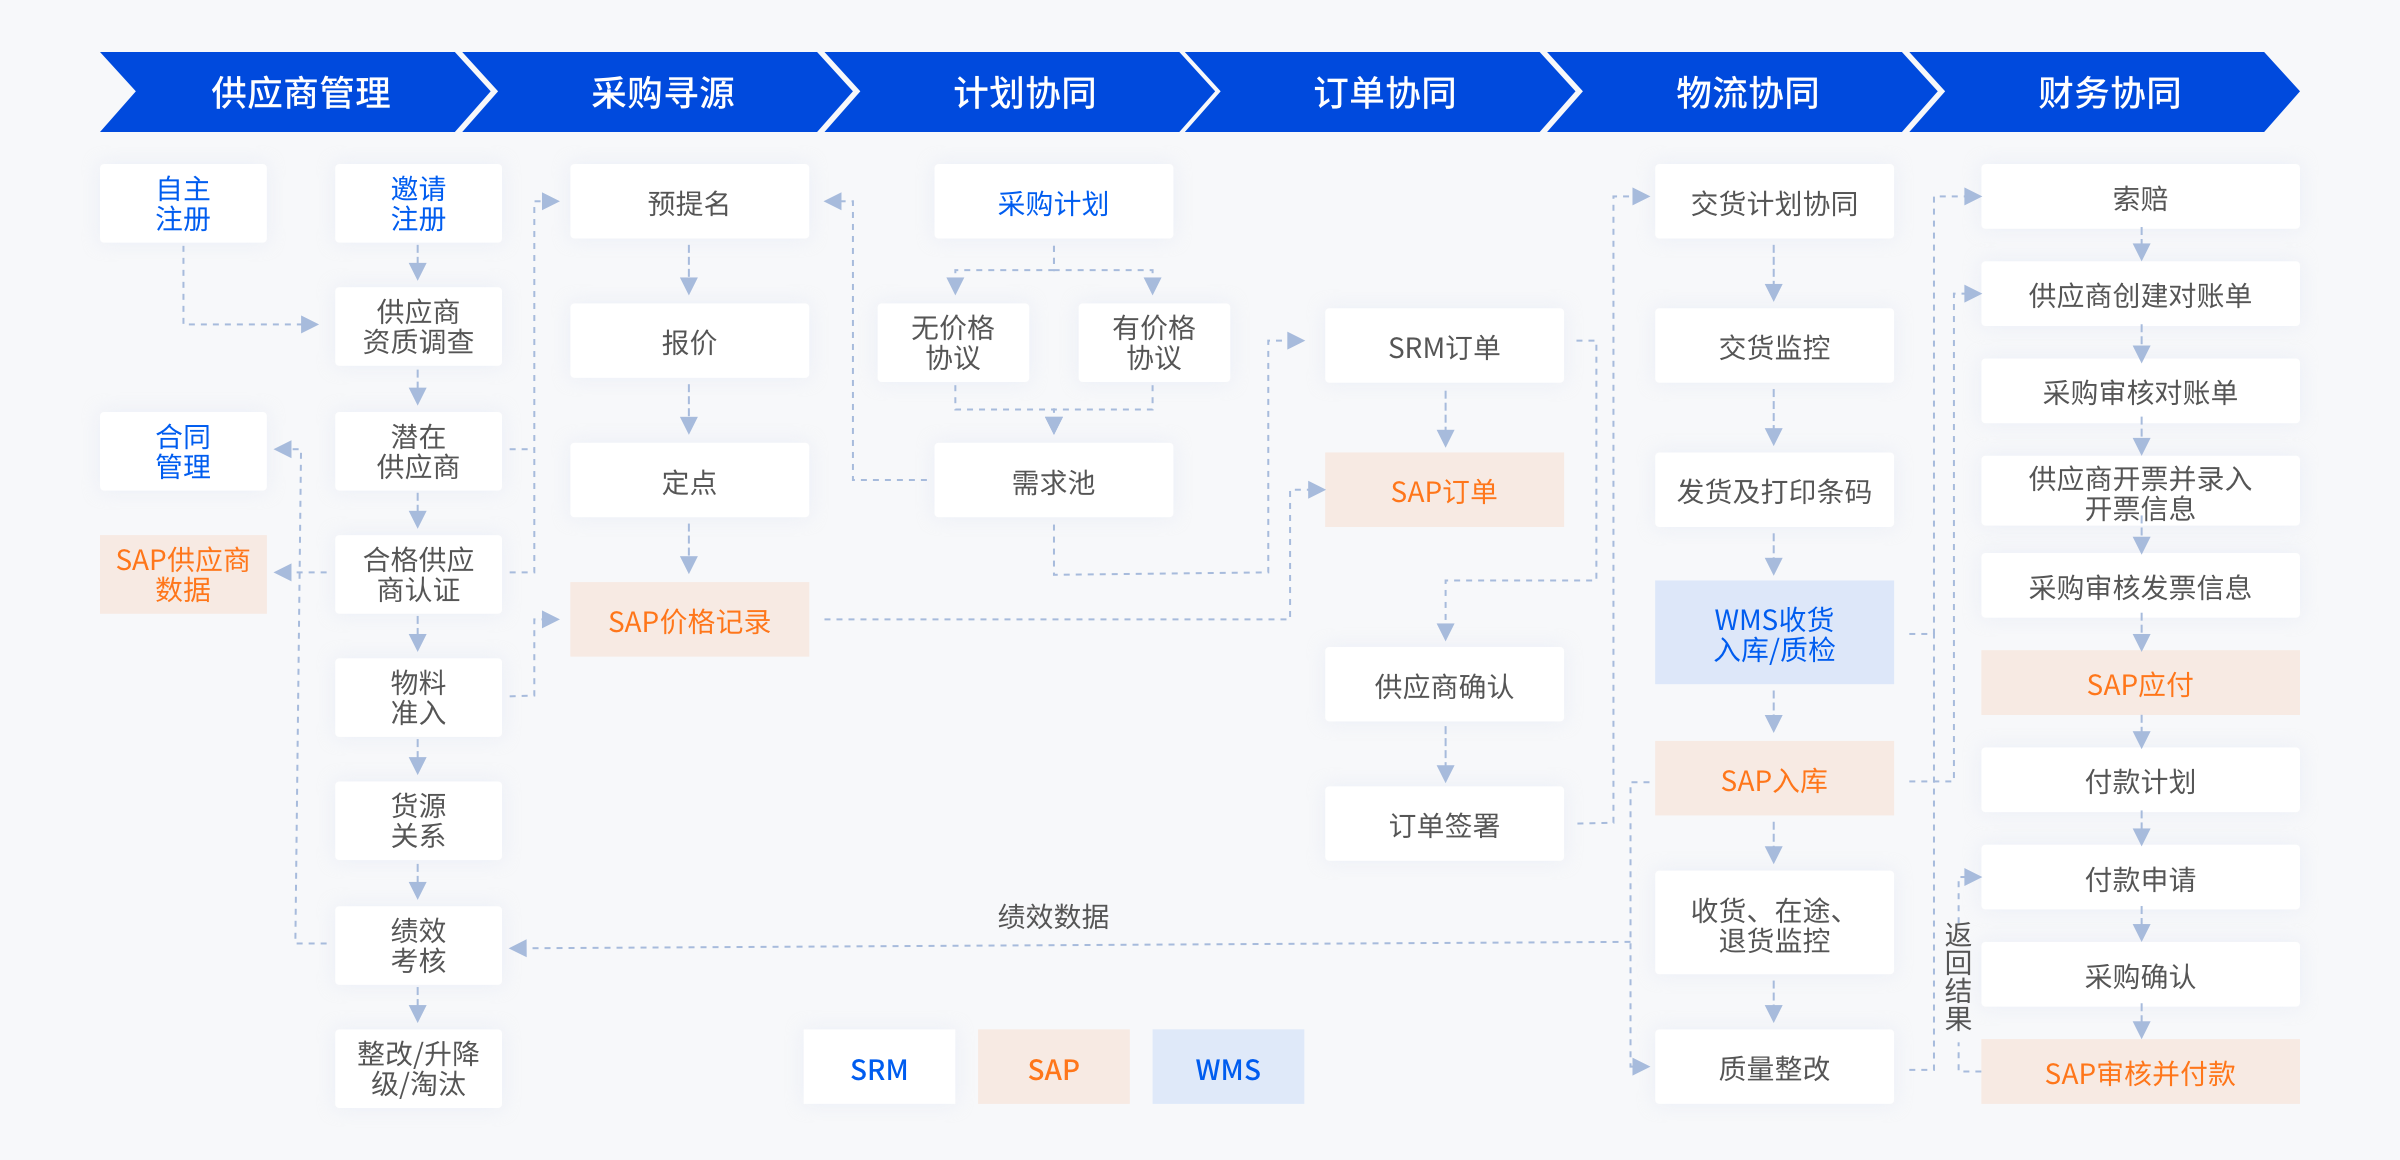 供应商管理
采购寻源
计划协同
订单协同
物流协同
财务协同
自主
注册
邀请
注册
供应商
资质调查
合同
管理
潜在
供应商
SAP供应商
数据
合格供应
商认证
物料
准入
货源
关系
绩效
考核
整改/升降
级/淘汰
预提名
报价
定点
SAP价格记录
采购计划
无价格
协议
有价格
协议
需求池
绩效数据
SRM订单
SAP订单
供应商确认
订单签署
交货计划协同
交货监控
发货及打印条码
WMS收货
入库/质检
SAP入库
收货、在途、
退货监控
质量整改
索赔
供应商创建对账单
采购审核对账单
供应商开票并录入
开票信息
采购审核发票信息
SAP应付
付款计划
付款申请
返回结果
采购确认
SAP审核并付款
SRM
SAP
WMS